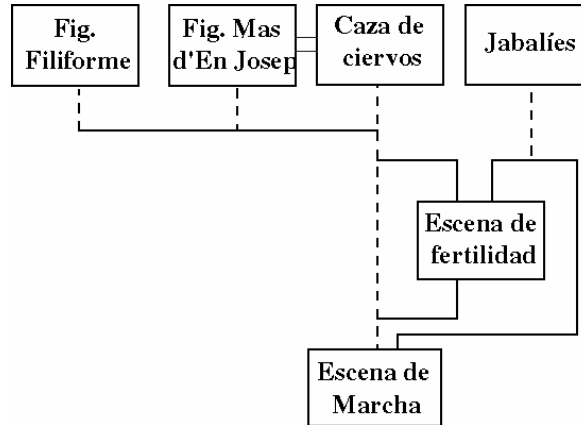 Fig.
Filiforme
Fig. Mas
d'En Josep
Caza de
ciervos
Jabalíes
Escena de
fertilidad
Escena de
Marcha